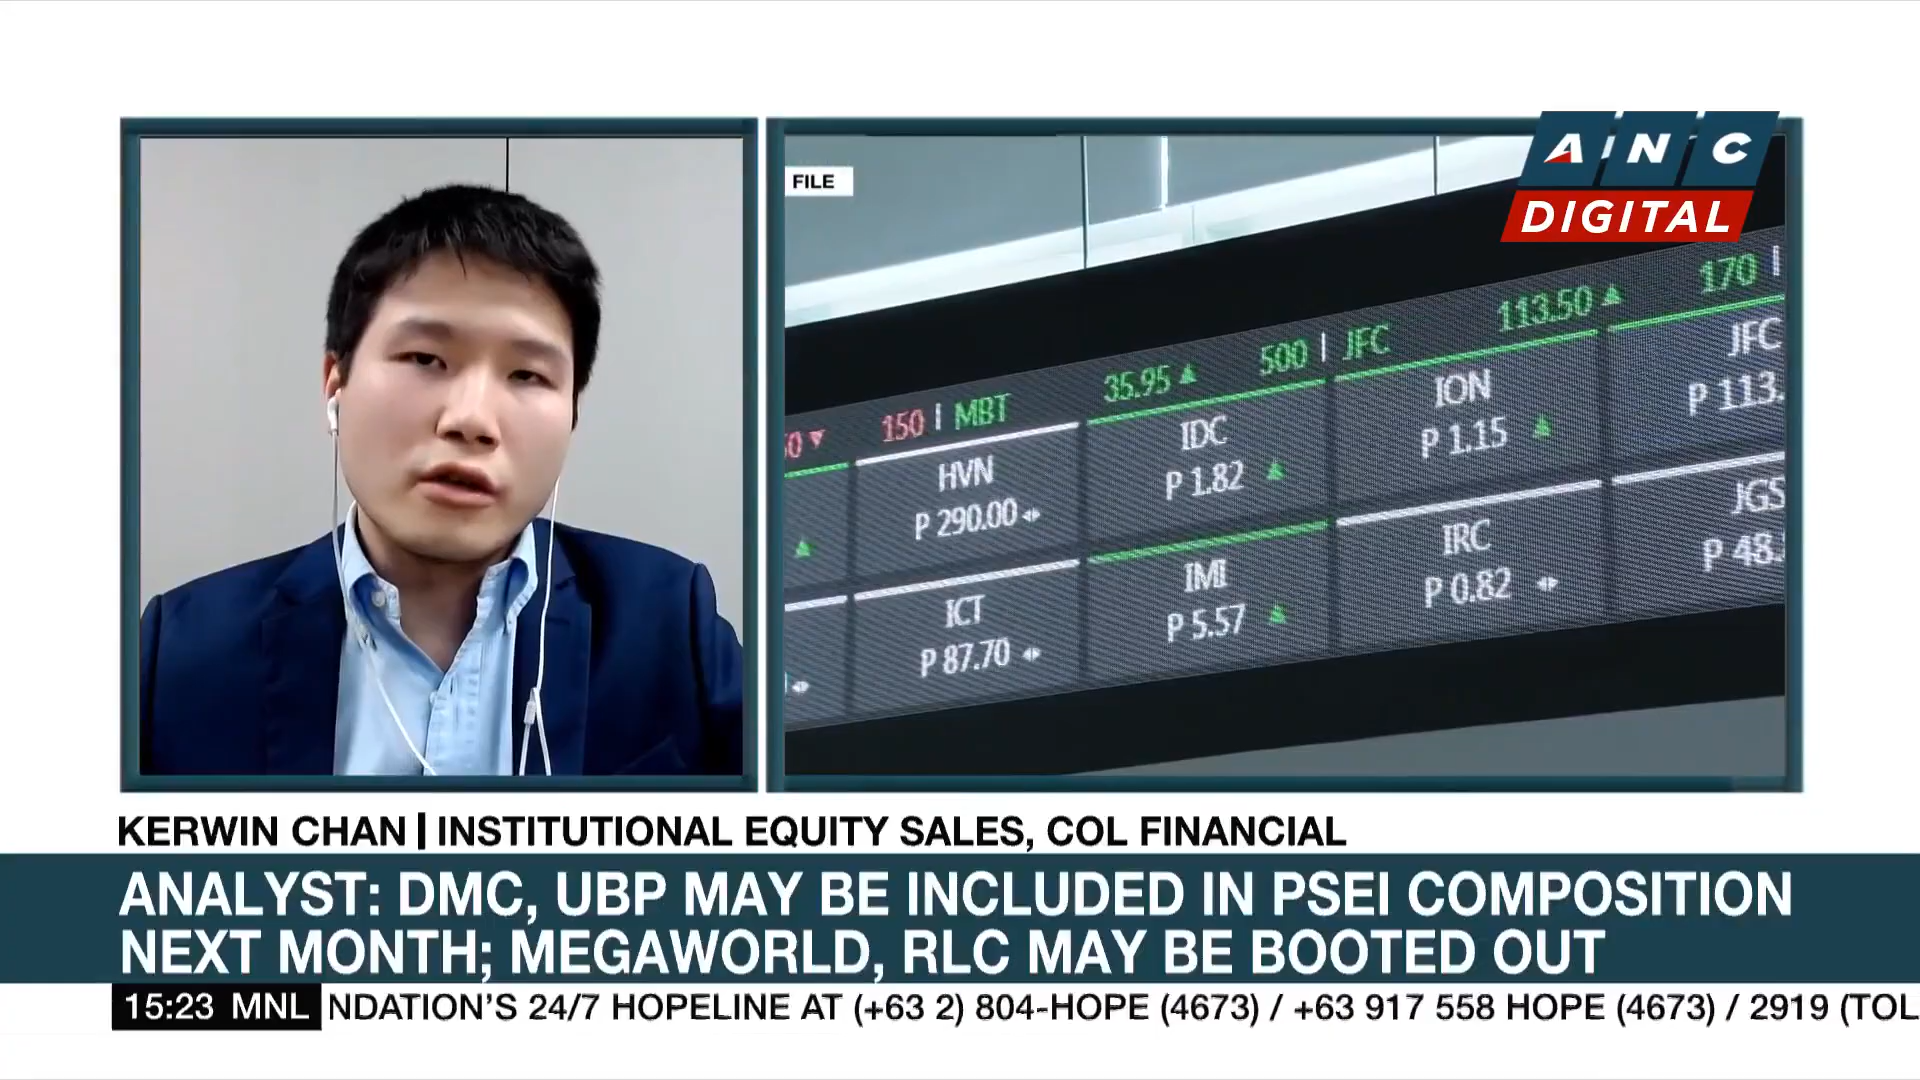 ANC
DIGITAL
FILE
150 | MBT 35.95 ▲ 500 | JFC 113.50 ▲ 170
HVN
P 290.00
IDC
P 1.82 ▲
ION
P 1.15 ▲
JFC
P 113.
ICT
P 87.70
IMI
P 5.57 ▲
IRC
P 0.82
JGS
P 48.
KERWIN CHAN | INSTITUTIONAL EQUITY SALES, COL FINANCIAL
ANALYST: DMC, UBP MAY BE INCLUDED IN PSEI COMPOSITION
NEXT MONTH; MEGAWORLD, RLC MAY BE BOOTED OUT
15:23 MNL NDATION'S 24/7 HOPELINE AT (+63 2) 804-HOPE (4673) / +63 917 558 HOPE (4673) / 2919 (TOL